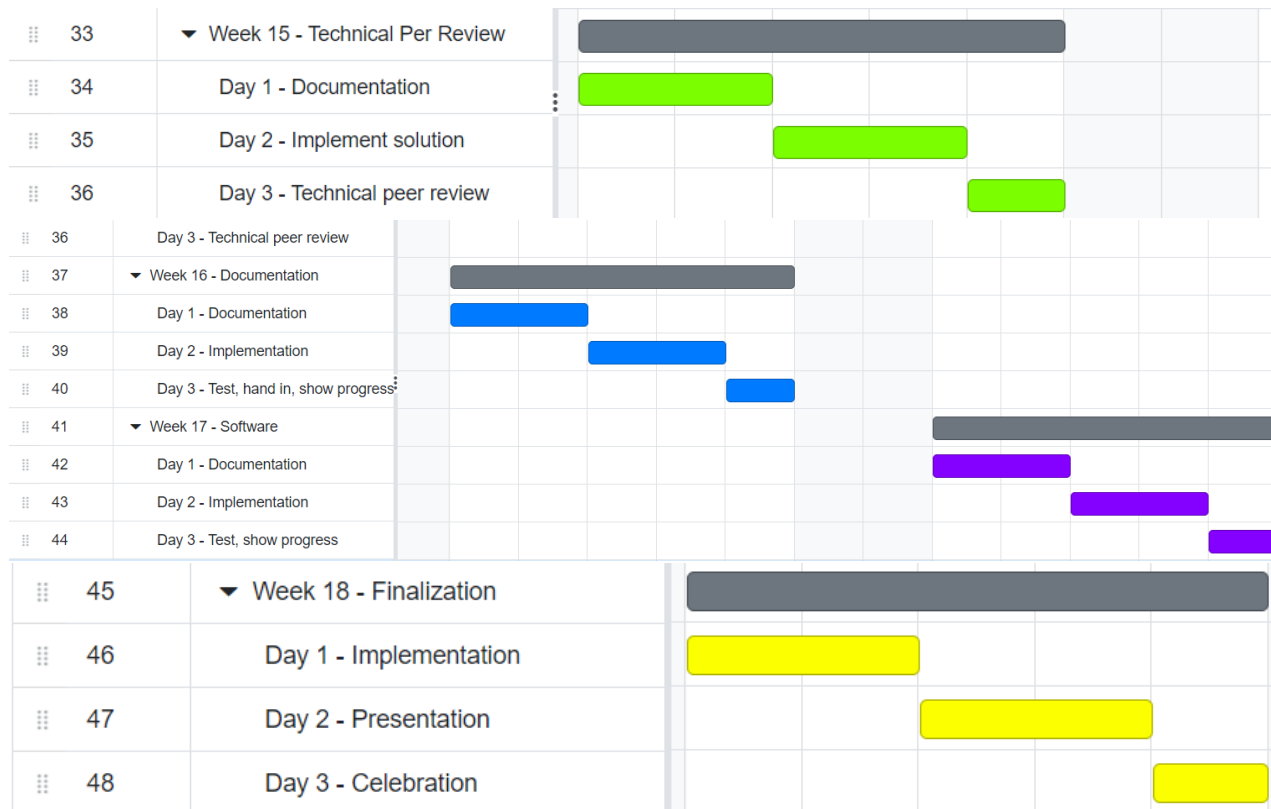 33 Week 15 - Technical Per Review
34 Day 1 - Documentation
35 Day 2 - Implement solution
36 Day 3 - Technical peer review
36 Day 3 - Technical peer review
37 Week 16 - Documentation
38 Day 1 - Documentation
39 Day 2 - Implementation
40 Day 3 - Test, hand in, show progress
41 Week 17 - Software
42 Day 1 - Documentation
43 Day 2 - Implementation
44 Day 3 - Test, show progress
45 Week 18 - Finalization
46 Day 1 - Implementation
47 Day 2 - Presentation
48 Day 3 - Celebration